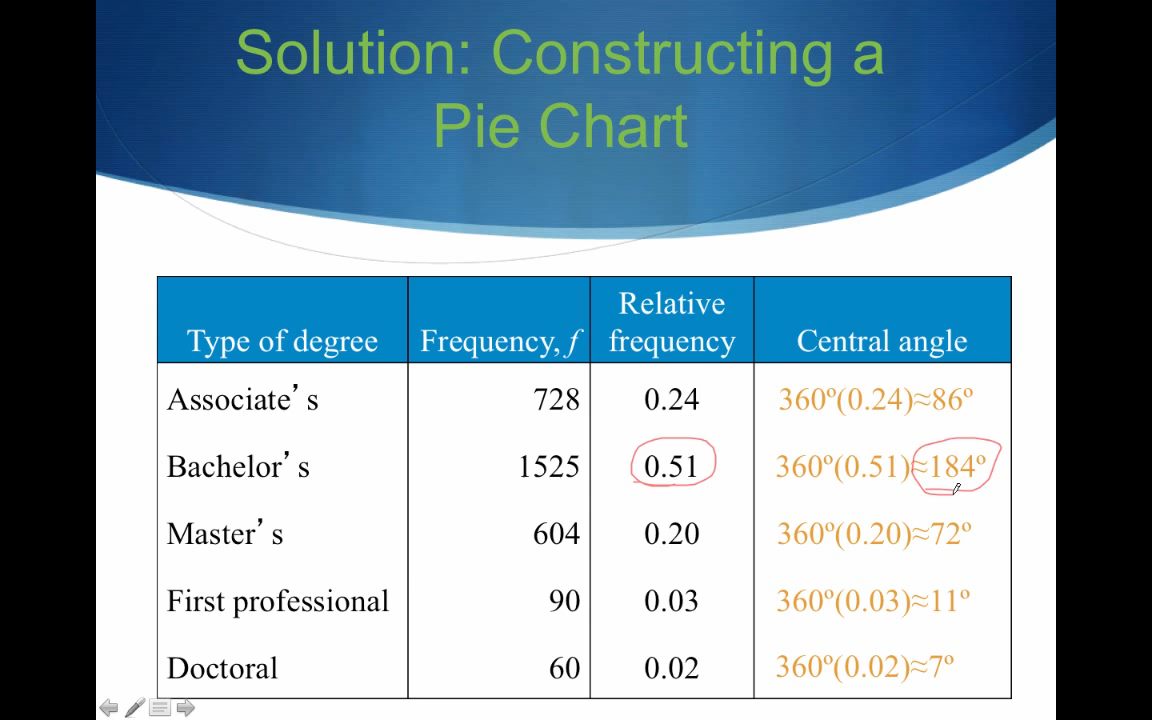 Solution: Constructing a
Pie Chart
Type of degree Frequency, f Relative frequency Central angle
Associate’s 728 0.24 360º(0.24)≈86º
Bachelor’s 1525 0.51 360º(0.51)≈184º
Master’s 604 0.20 360º(0.20)≈72º
First professional 90 0.03 360º(0.03)≈11º
Doctoral 60 0.02 360º(0.02)≈7º